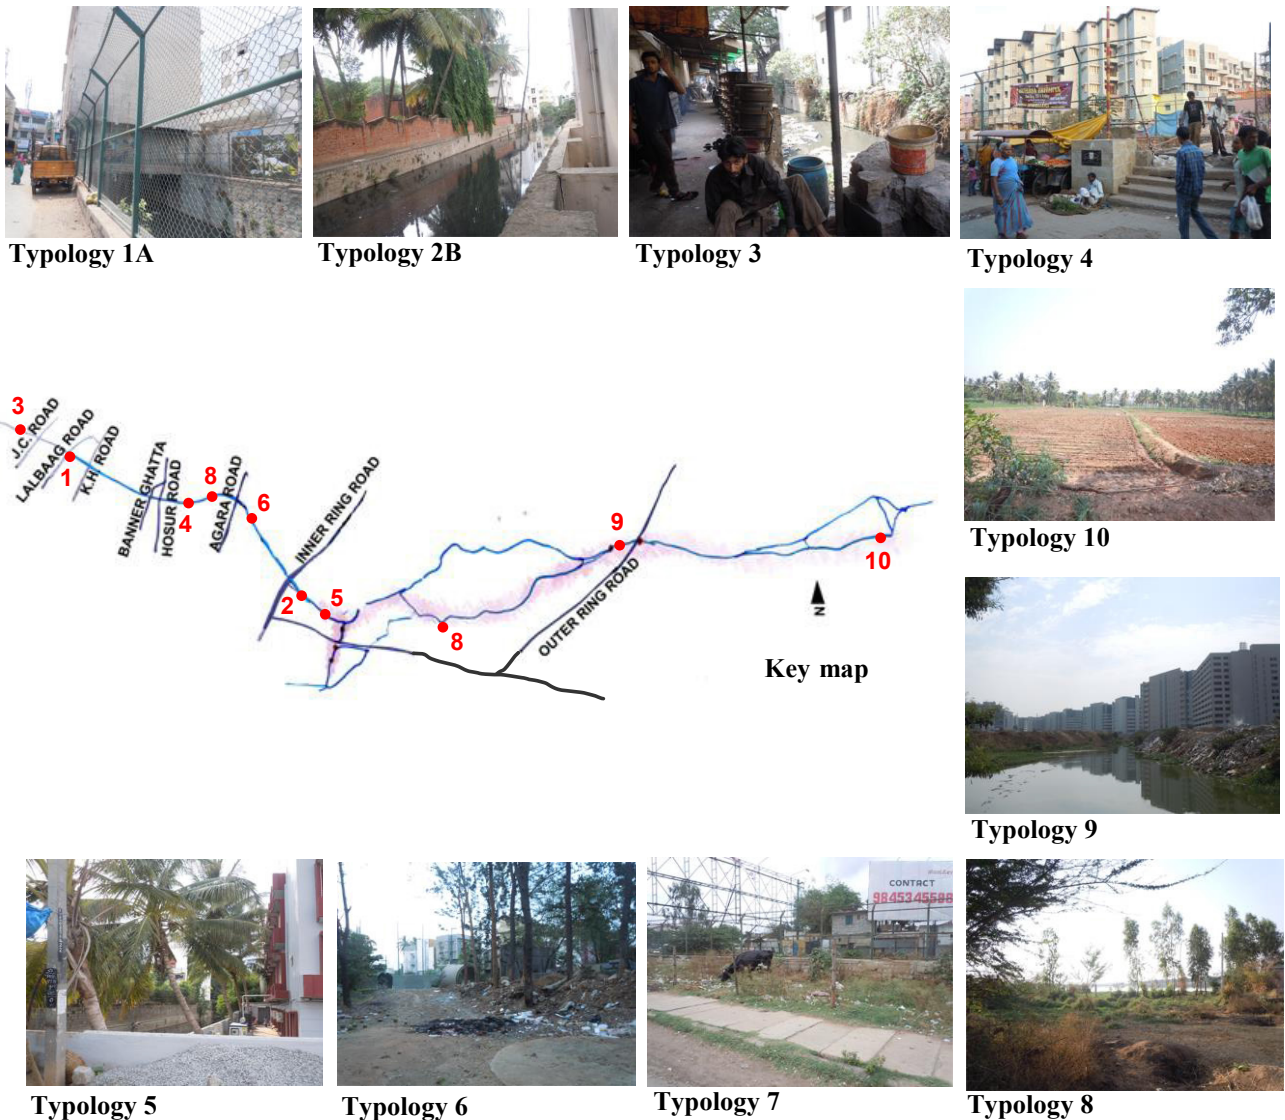 Typology 1A
Typology 2B
Typology 3
Typology 4
3
J.C. ROAD
LALBAAG ROAD
1
K.H. ROAD
BANNER GHATTA
HOSUR ROAD
4
8
AGARA ROAD
6
INNER RING ROAD
2
5
8
9
OUTER RING ROAD
10
N
Key map
Typology 10
Typology 9
CONTACT
Typology 5
Typology 6
Typology 7
Typology 8